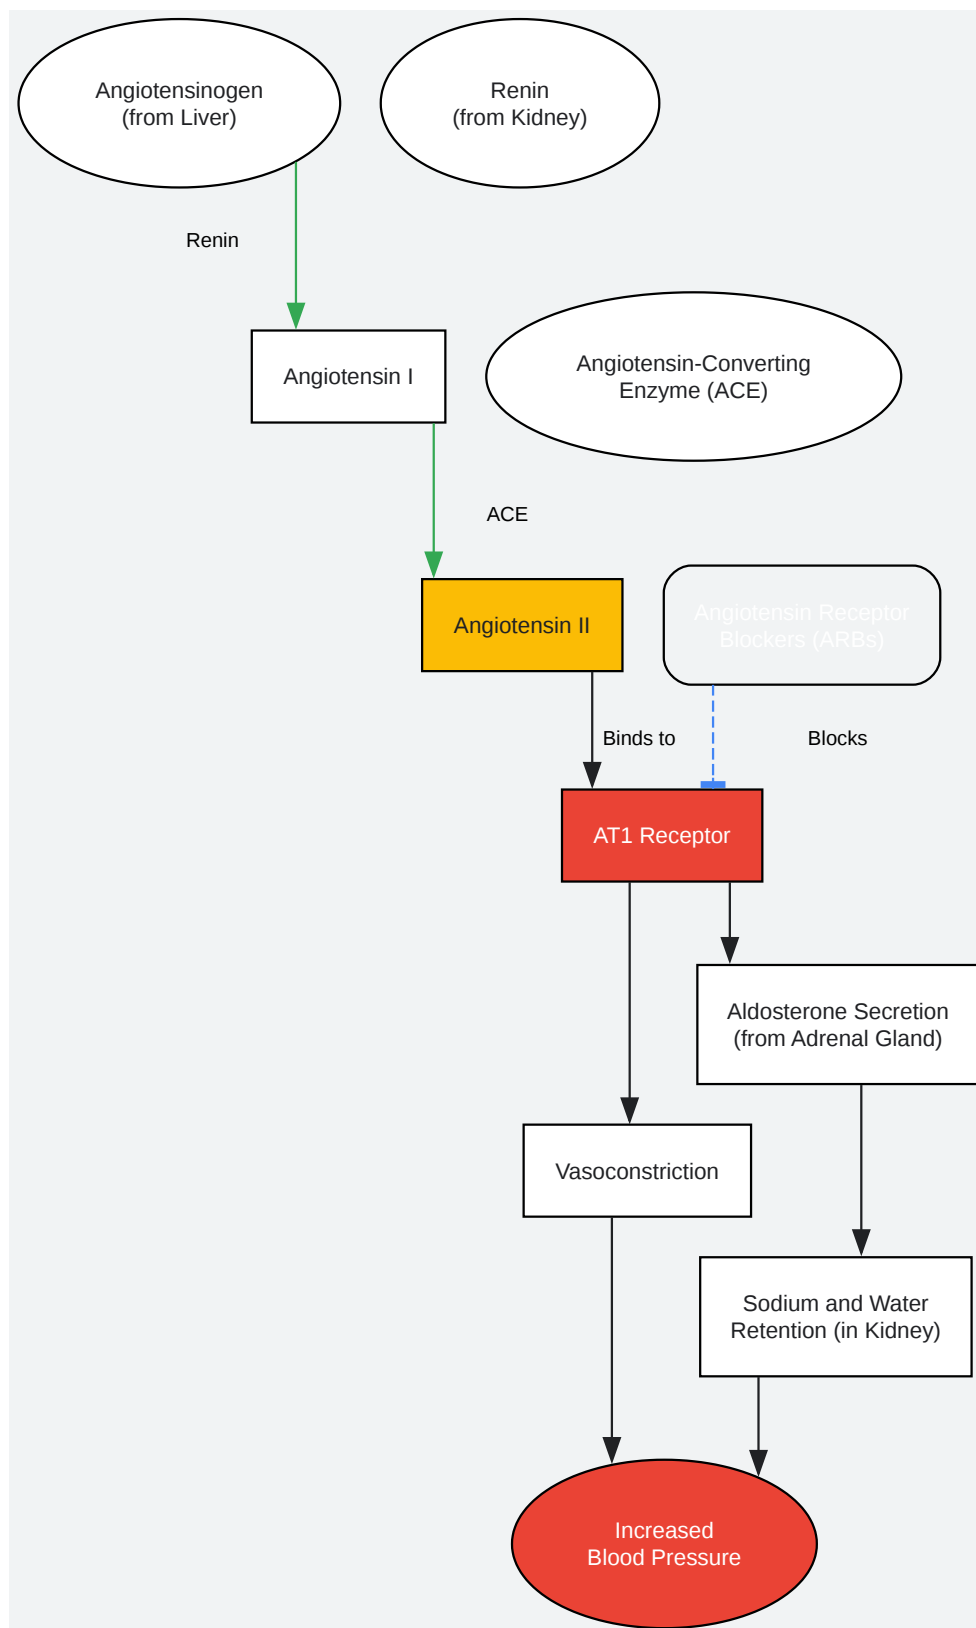 Angiotensinogen
(from Liver)
Renin
(from Kidney)
Renin
Angiotensin I
Angiotensin-Converting
Enzyme (ACE)
ACE
Angiotensin II
Angiotensin Receptor
Blockers (ARBs)
Binds to
Blocks
AT1 Receptor
Aldosterone Secretion
(from Adrenal Gland)
Vasoconstriction
Sodium and Water
Retention (in Kidney)
Increased
Blood Pressure